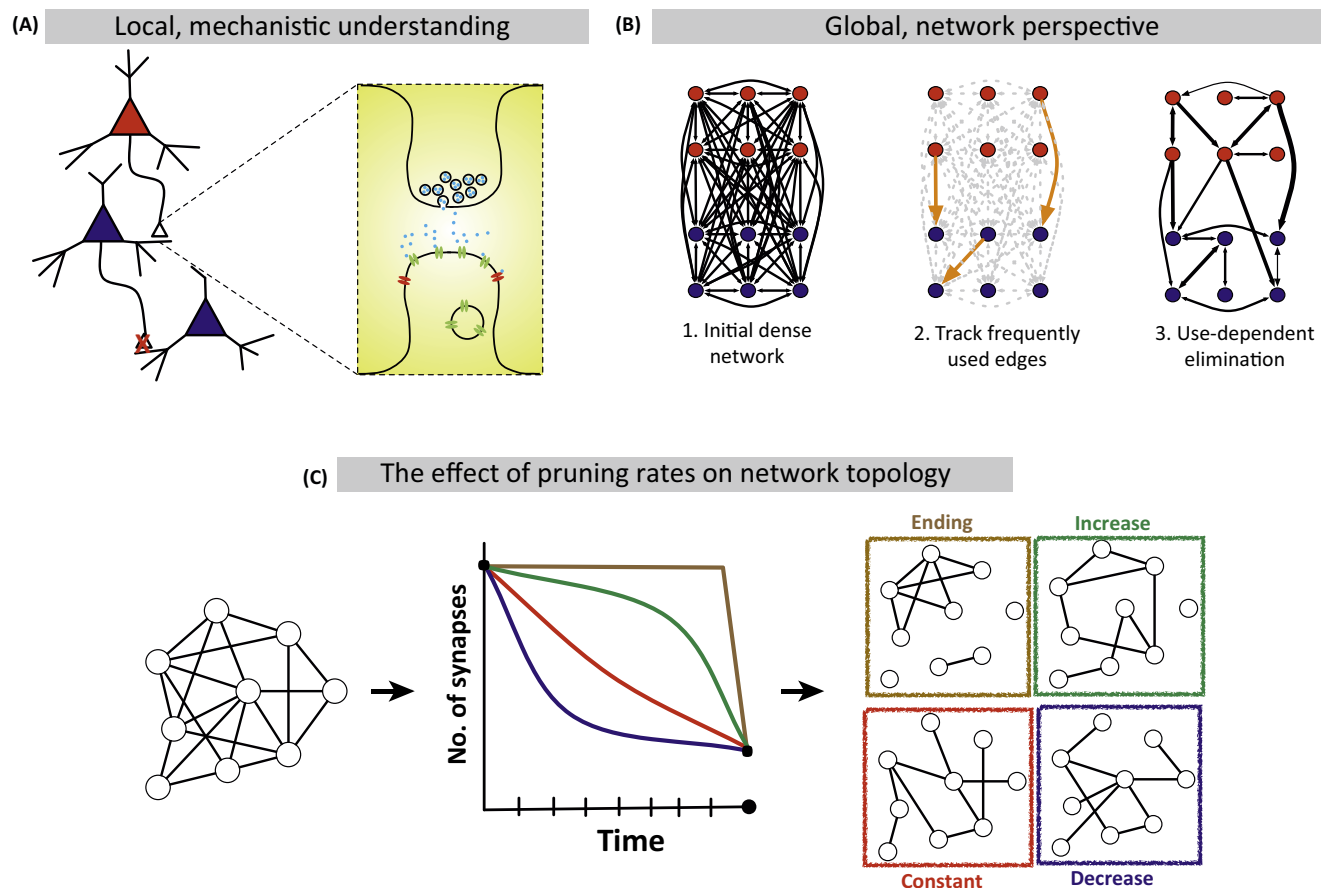 (A)
Local, mechanistic understanding
(B)
Global, network perspective
1. Initial dense
network
2. Track frequently
used edges
3. Use-dependent
elimination
(C)
The effect of pruning rates on network topology
No. of synapses
Time
Ending
Increase
Constant
Decrease